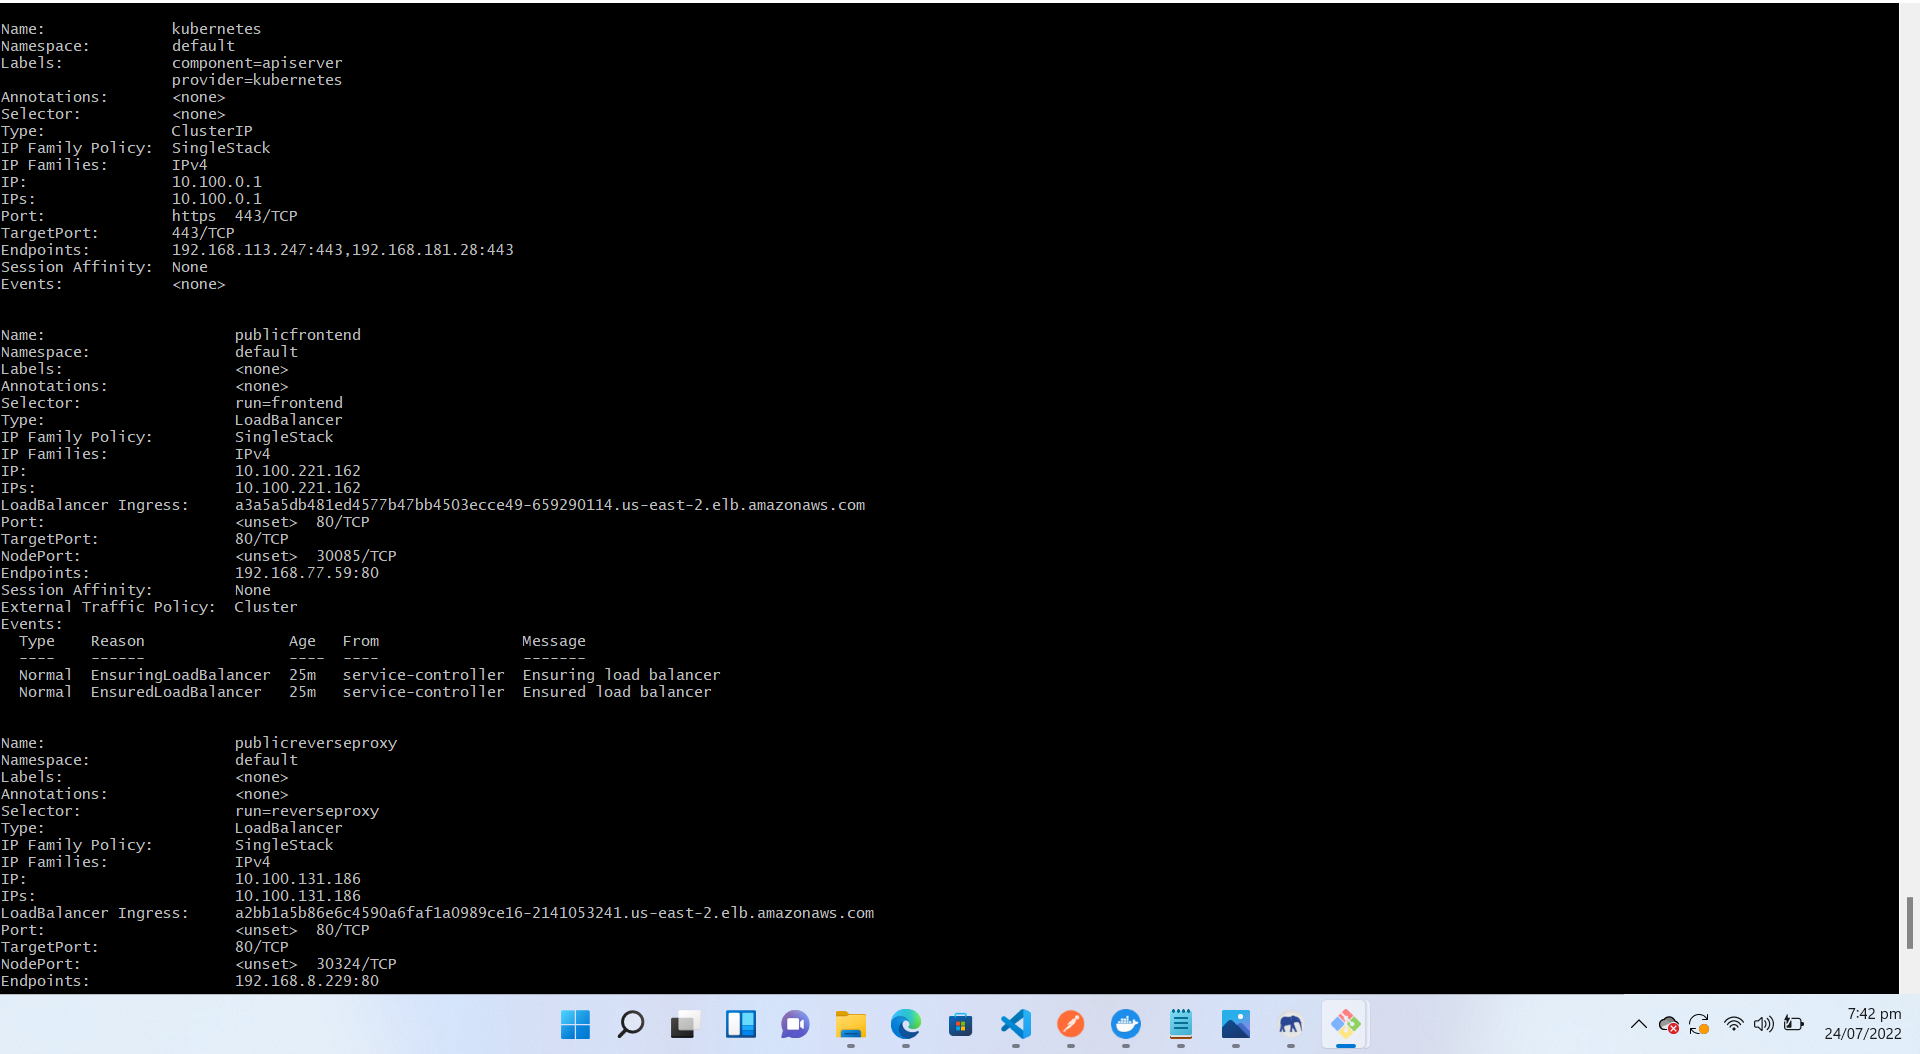 Name:              kubernetes
Namespace:         default
Labels:            component=apiserver
                   provider=kubernetes
Annotations:       <none>
Selector:          <none>
Type:              ClusterIP
IP Family Policy:  SingleStack
IP Families:       IPv4
IP:                10.100.0.1
IPs:               10.100.0.1
Port:              https  443/TCP
TargetPort:        443/TCP
Endpoints:         192.168.113.247:443,192.168.181.28:443
Session Affinity:  None
Events:            <none>
Name:                     publicfrontend
Namespace:                default
Labels:                   <none>
Annotations:              <none>
Selector:                 run=frontend
Type:                     LoadBalancer
IP Family Policy:         SingleStack
IP Families:              IPv4
IP:                       10.100.221.162
IPs:                      10.100.221.162
LoadBalancer Ingress:     a3a5a5db481ed4577b47bb4503ecce49-659290114.us-east-2.elb.amazonaws.com
Port:                     <unset>  80/TCP
TargetPort:               80/TCP
NodePort:                 <unset>  30085/TCP
Endpoints:                192.168.77.59:80
Session Affinity:         None
External Traffic Policy:  Cluster
Events:
  Type    Reason                Age   From                Message
  ----    ------                ----  ----                -------
  Normal  EnsuringLoadBalancer  25m   service-controller  Ensuring load balancer
  Normal  EnsuredLoadBalancer   25m   service-controller  Ensured load balancer
Name:                     publicreverseproxy
Namespace:                default
Labels:                   <none>
Annotations:              <none>
Selector:                 run=reverseproxy
Type:                     LoadBalancer
IP Family Policy:         SingleStack
IP Families:              IPv4
IP:                       10.100.131.186
IPs:                      10.100.131.186
LoadBalancer Ingress:     a2bb1a5b86e6c4590a6faf1a0989ce16-2141053241.us-east-2.elb.amazonaws.com
Port:                     <unset>  80/TCP
TargetPort:               80/TCP
NodePort:                 <unset>  30324/TCP
Endpoints:                192.168.8.229:80
7:42 pm
24/07/2022